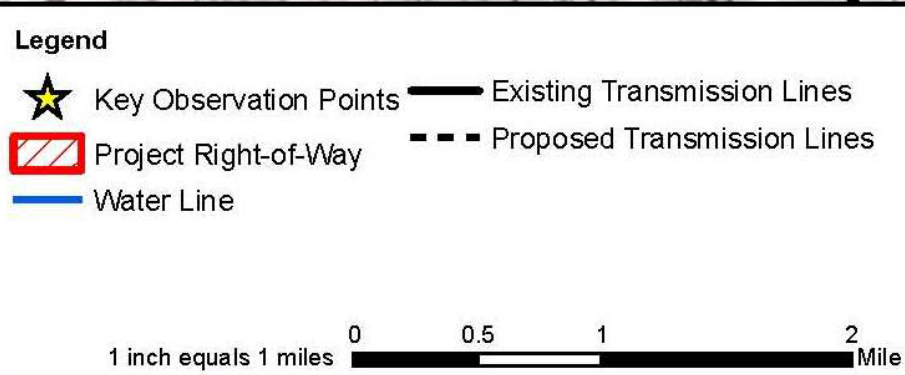 Legend
Key Observation Points
Existing Transmission Lines
Project Right-of-Way
Proposed Transmission Lines
Water Line
0 0.5 1 2
1 inch equals 1 miles
Mile